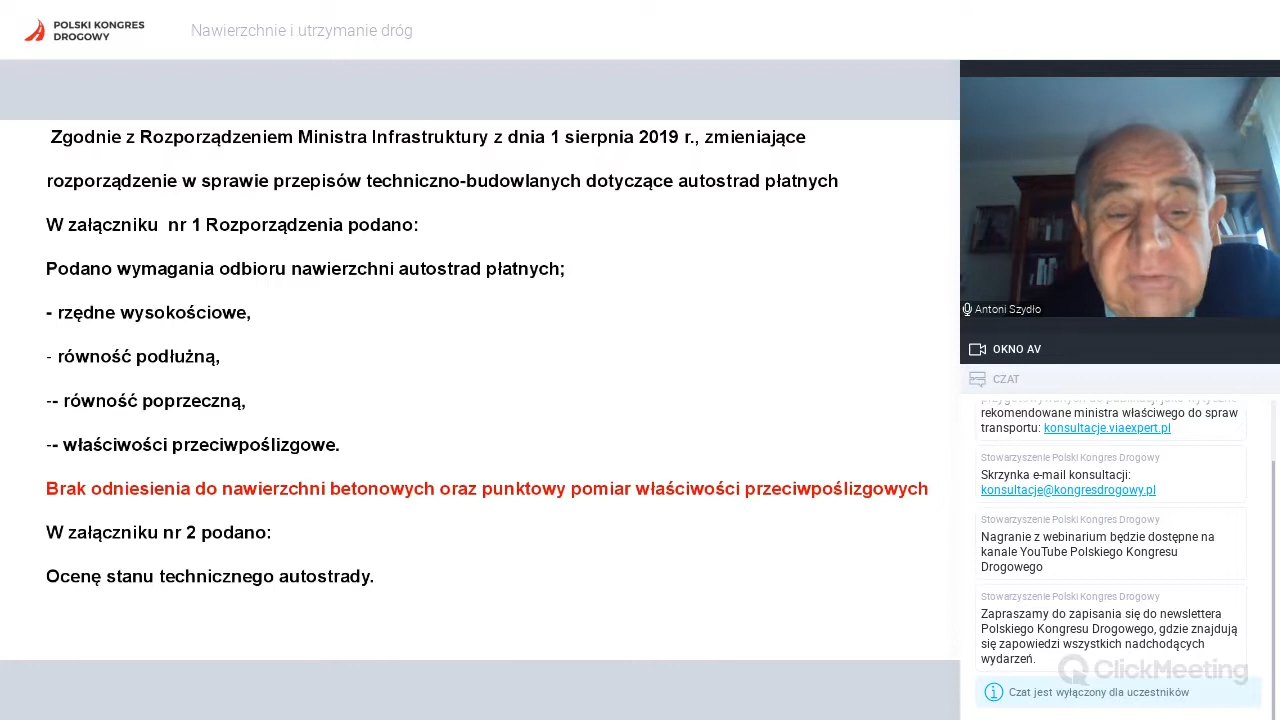 POLSKI KONGRES
DROGOWY
Nawierzchnie i utrzymanie dróg
Zgodnie z Rozporządzeniem Ministra Infrastruktury z dnia 1 sierpnia 2019 r., zmieniające
rozporządzenie w sprawie przepisów techniczno-budowlanych dotyczące autostrad płatnych
W załączniku nr 1 Rozporządzenia podano:
Podano wymagania odbioru nawierzchni autostrad płatnych;
- rzędne wysokościowe,
- równość podłużną,
-- równość poprzeczną,
-- właściwości przeciwpoślizgowe.
Brak odniesienia do nawierzchni betonowych oraz punktowy pomiar właściwości przeciwpoślizgowych
W załączniku nr 2 podano:
Ocenę stanu technicznego autostrady.
Antoni Szydło
OKNO AV
CZAT
rekomendowane ministra właściwego do spraw
transportu: konsultacje.viaexpert.pl
Stowarzyszenie Polski Kongres Drogowy
Skrzynka e-mail konsultacji:
konsultacje@kongresdrogowy.pl
Stowarzyszenie Polski Kongres Drogowy
Nagranie z webinarium będzie dostępne na
kanale YouTube Polskiego Kongresu
Drogowego
Stowarzyszenie Polski Kongres Drogowy
Zapraszamy do zapisania się do newslettera
Polskiego Kongresu Drogowego, gdzie znajdują
się zapowiedzi wszystkich nadchodzących
wydarzeń.
ClickMeeting
Czat jest wyłączony dla uczestników